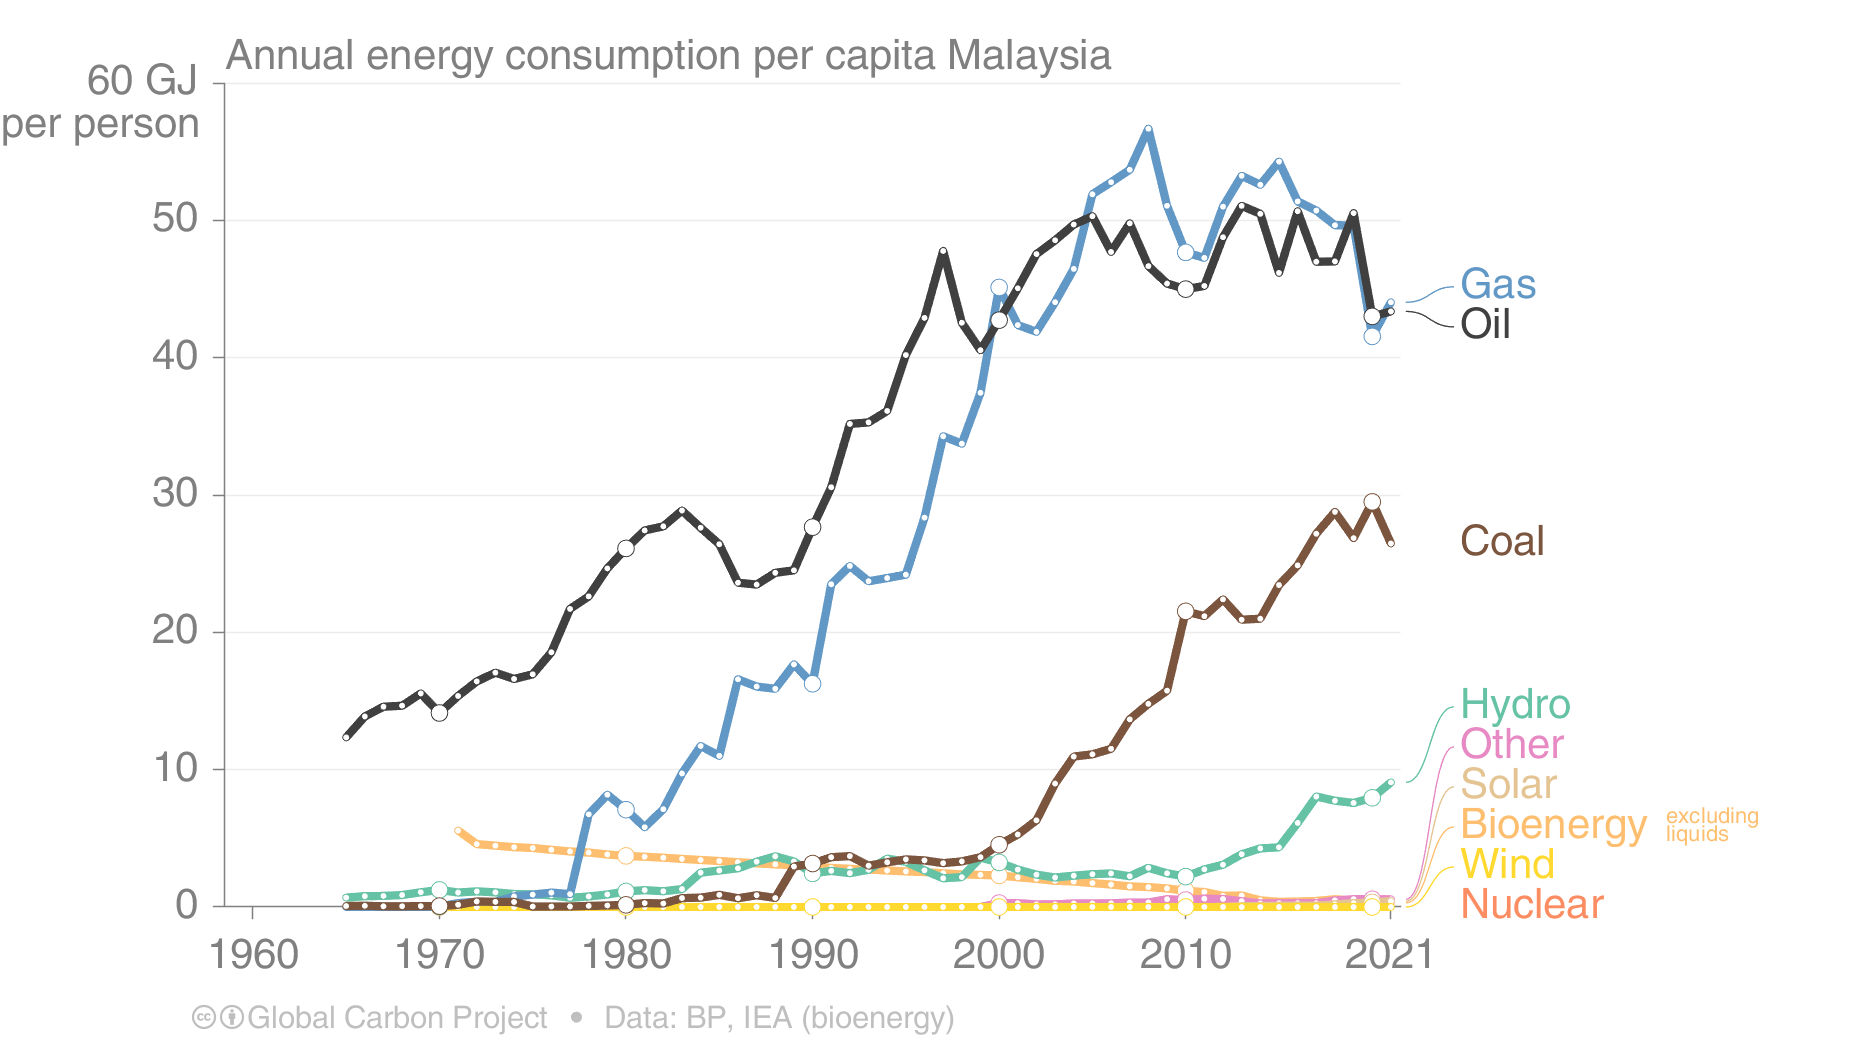 Annual energy consumption per capita Malaysia
60 GJ
per person
50
40
30
20
10
0
1960 1970 1980 1990 2000 2010 2021
Gas
Oil
Coal
Hydro
Other
Solar
Bioenergy excluding liquids
Wind
Nuclear
cc Global Carbon Project • Data: BP, IEA (bioenergy)